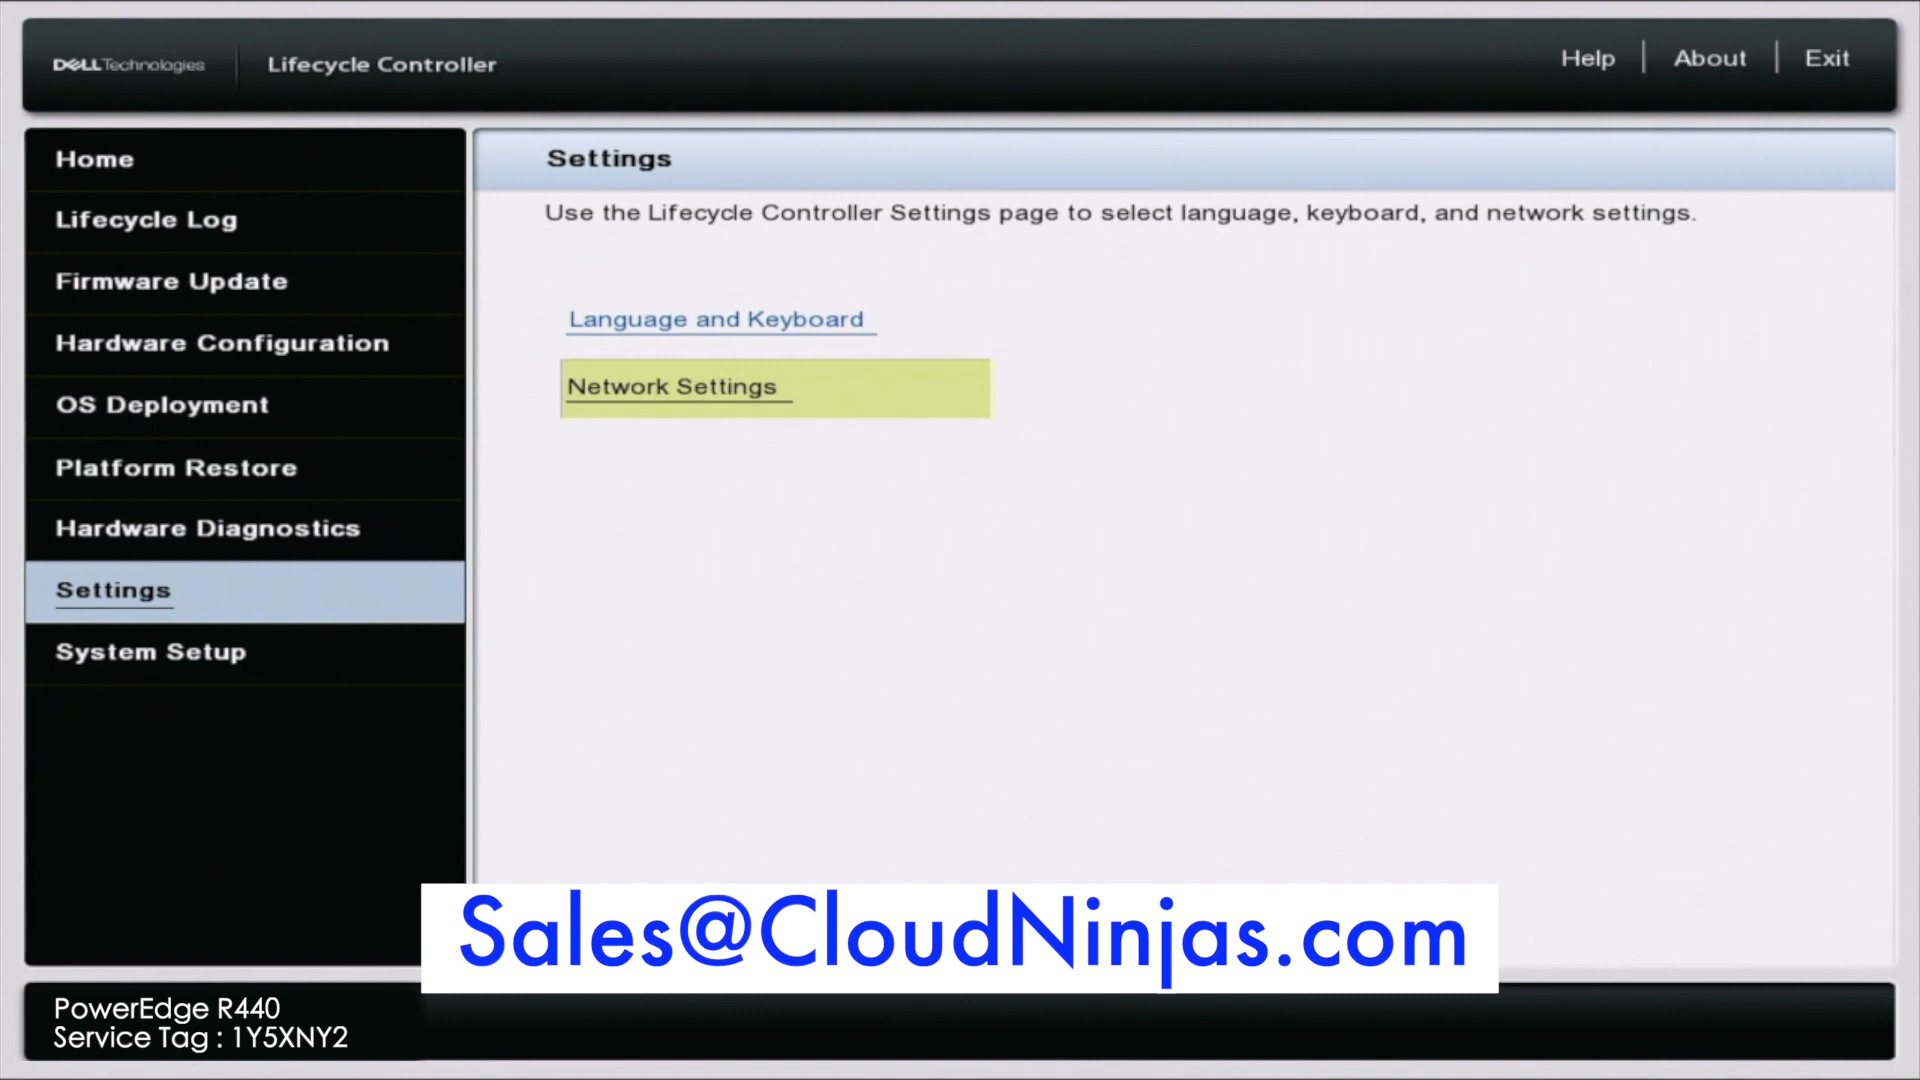 DELLTechnologies
Lifecycle Controller
Help
About
Exit
Home
Lifecycle Log
Firmware Update
Hardware Configuration
OS Deployment
Platform Restore
Hardware Diagnostics
Settings
System Setup
Settings
Use the Lifecycle Controller Settings page to select language, keyboard, and network settings.
Language and Keyboard
Network Settings
Sales@CloudNinjas.com
PowerEdge R440
Service Tag : 1Y5XNY2